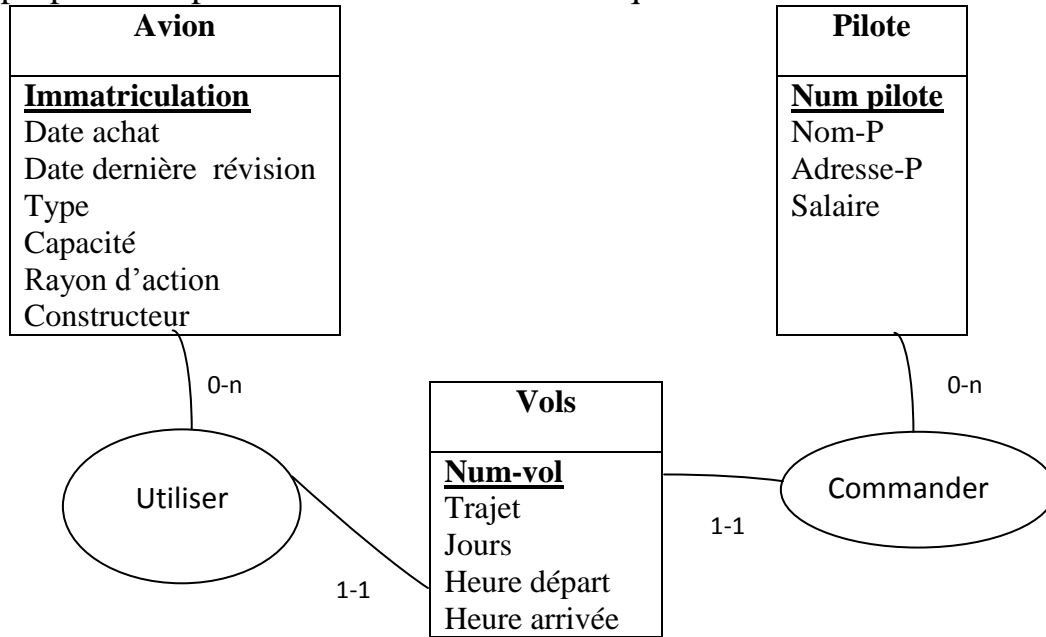 Avion
Immatriculation
Date achat
Date dernière révision
Type
Capacité
Rayon d’action
Constructeur
Pilote
Num pilote
Nom-P
Adresse-P
Salaire
0-n
0-n
Vols
Num-vol
Trajet
Jours
Heure départ
Heure arrivée
Utiliser
Commander
1-1
1-1